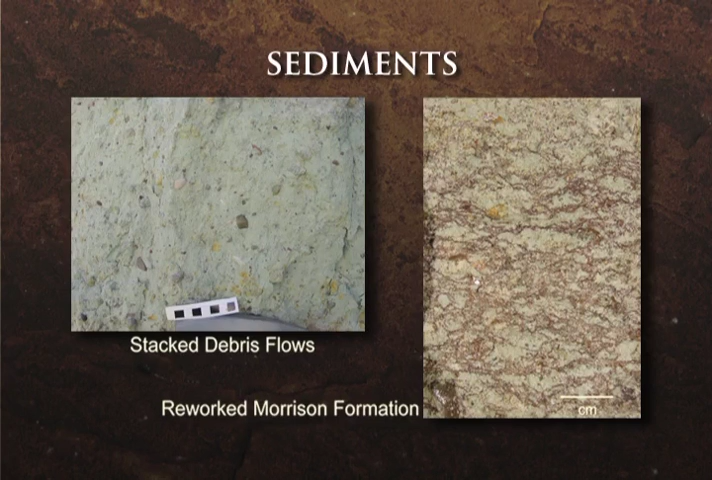 SEDIMENTS
Stacked Debris Flows
Reworked Morrison Formation
cm